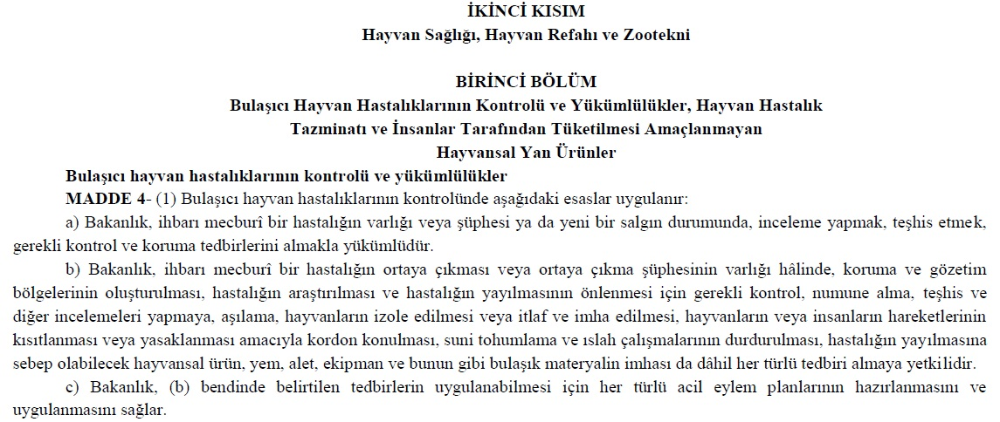 İKİNCİ KISIM
Hayvan Sağlığı, Hayvan Refahı ve Zootekni
BİRİNCİ BÖLÜM
Bulaşıcı Hayvan Hastalıklarının Kontrolü ve Yükümlülükler, Hayvan Hastalık
Tazminatı ve İnsanlar Tarafından Tüketilmesi Amaçlanmayan
Hayvansal Yan Ürünler
Bulaşıcı hayvan hastalıklarının kontrolü ve yükümlülükler
MADDE 4- (1) Bulaşıcı hayvan hastalıklarının kontrolünde aşağıdaki esaslar uygulanır:
a) Bakanlık, ihbarı mecburî bir hastalığın varlığı veya şüphesi ya da yeni bir salgın durumunda, inceleme yapmak, teşhis etmek,
gerekli kontrol ve koruma tedbirlerini almakla yükümlüdür.
b) Bakanlık, ihbarı mecburî bir hastalığın ortaya çıkması veya ortaya çıkma şüphesinin varlığı hâlinde, koruma ve gözetim
bölgelerinin oluşturulması, hastalığın araştırılması ve hastalığın yayılmasının önlenmesi için gerekli kontrol, numune alma, teşhis ve
diğer incelemeleri yapmaya, aşılama, hayvanların izole edilmesi veya itlaf ve imha edilmesi, hayvanların veya insanların hareketlerinin
kısıtlanması veya yasaklanması amacıyla kordon konulması, suni tohumlama ve ıslah çalışmalarının durdurulması, hastalığın yayılmasına
sebep olabilecek hayvansal ürün, yem, alet, ekipman ve bunun gibi bulaşık materyalin imhası da dâhil her türlü tedbiri almaya yetkilidir.
c) Bakanlık, (b) bendinde belirtilen tedbirlerin uygulanabilmesi için her türlü acil eylem planlarının hazırlanmasını ve
uygulanmasını sağlar.